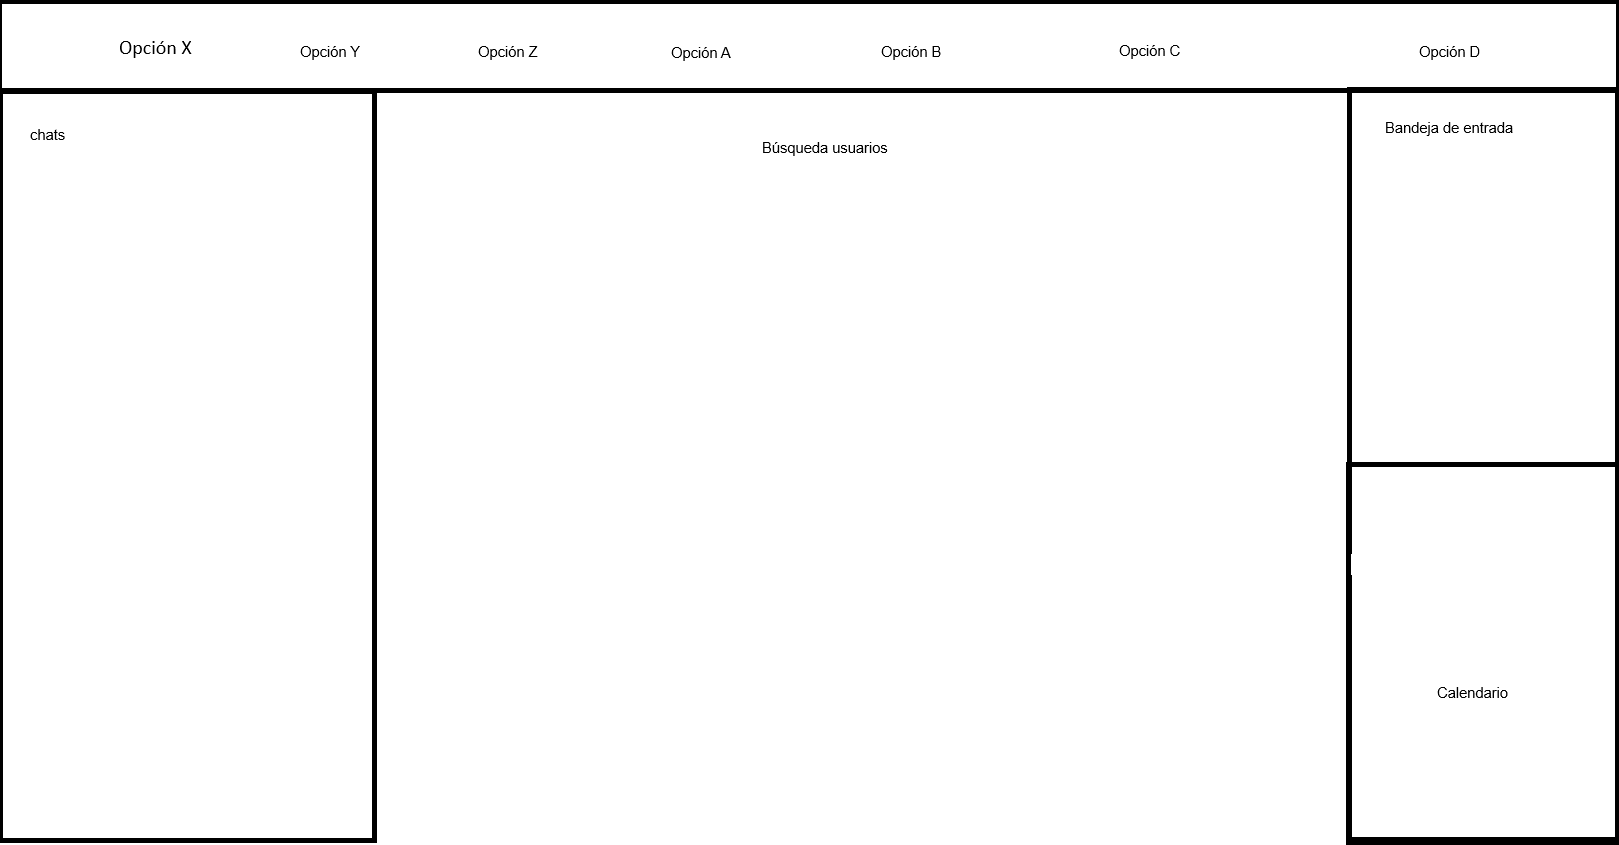 Opción X
Opción Y
Opción Z
Opción A
Opción B
Opción C
Opción D
chats
Búsqueda usuarios
Bandeja de entrada
Calendario